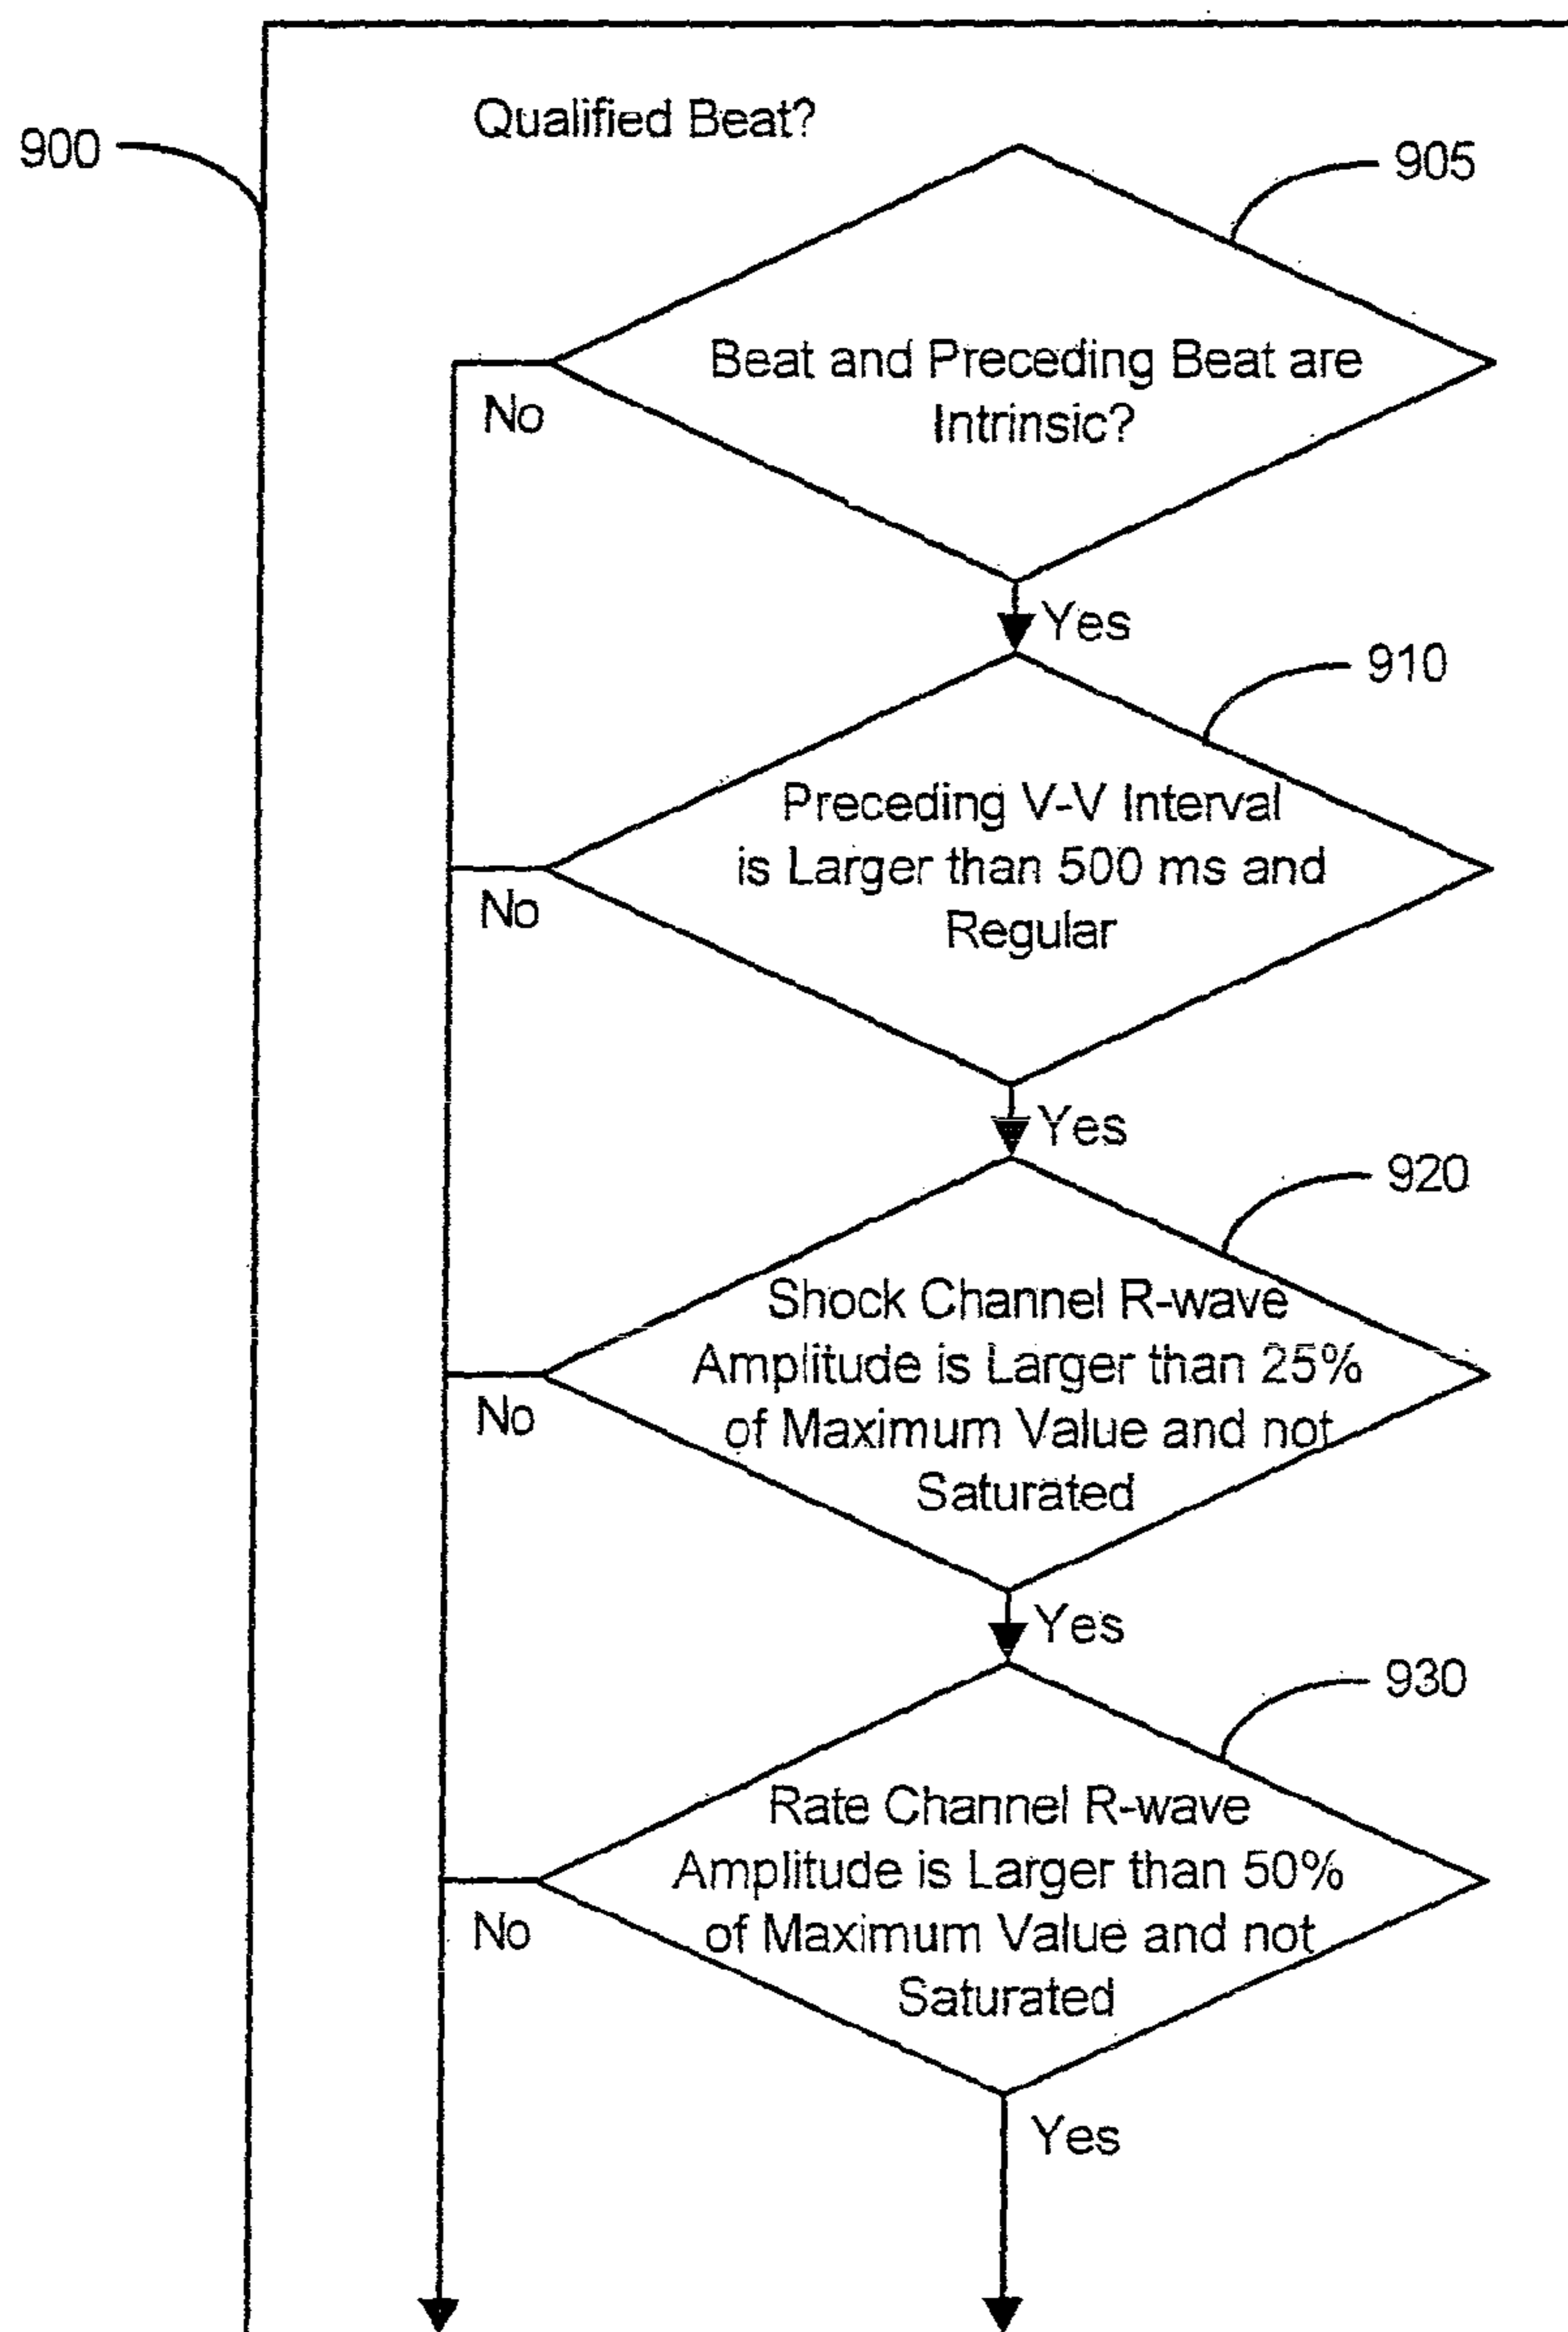 Qualified Beat?
900
905
Beat and Preceding Beat are
Intrinsic?
No
Yes
910
Preceding V-V Interval
is Larger than 500 ms and
Regular
No
Yes
920
Shock Channel R-wave
Amplitude is Larger than 25%
of Maximum Value and not
Saturated
No
Yes
930
Rate Channel R-wave
Amplitude is Larger than 50%
of Maximum Value and not
Saturated
No
Yes